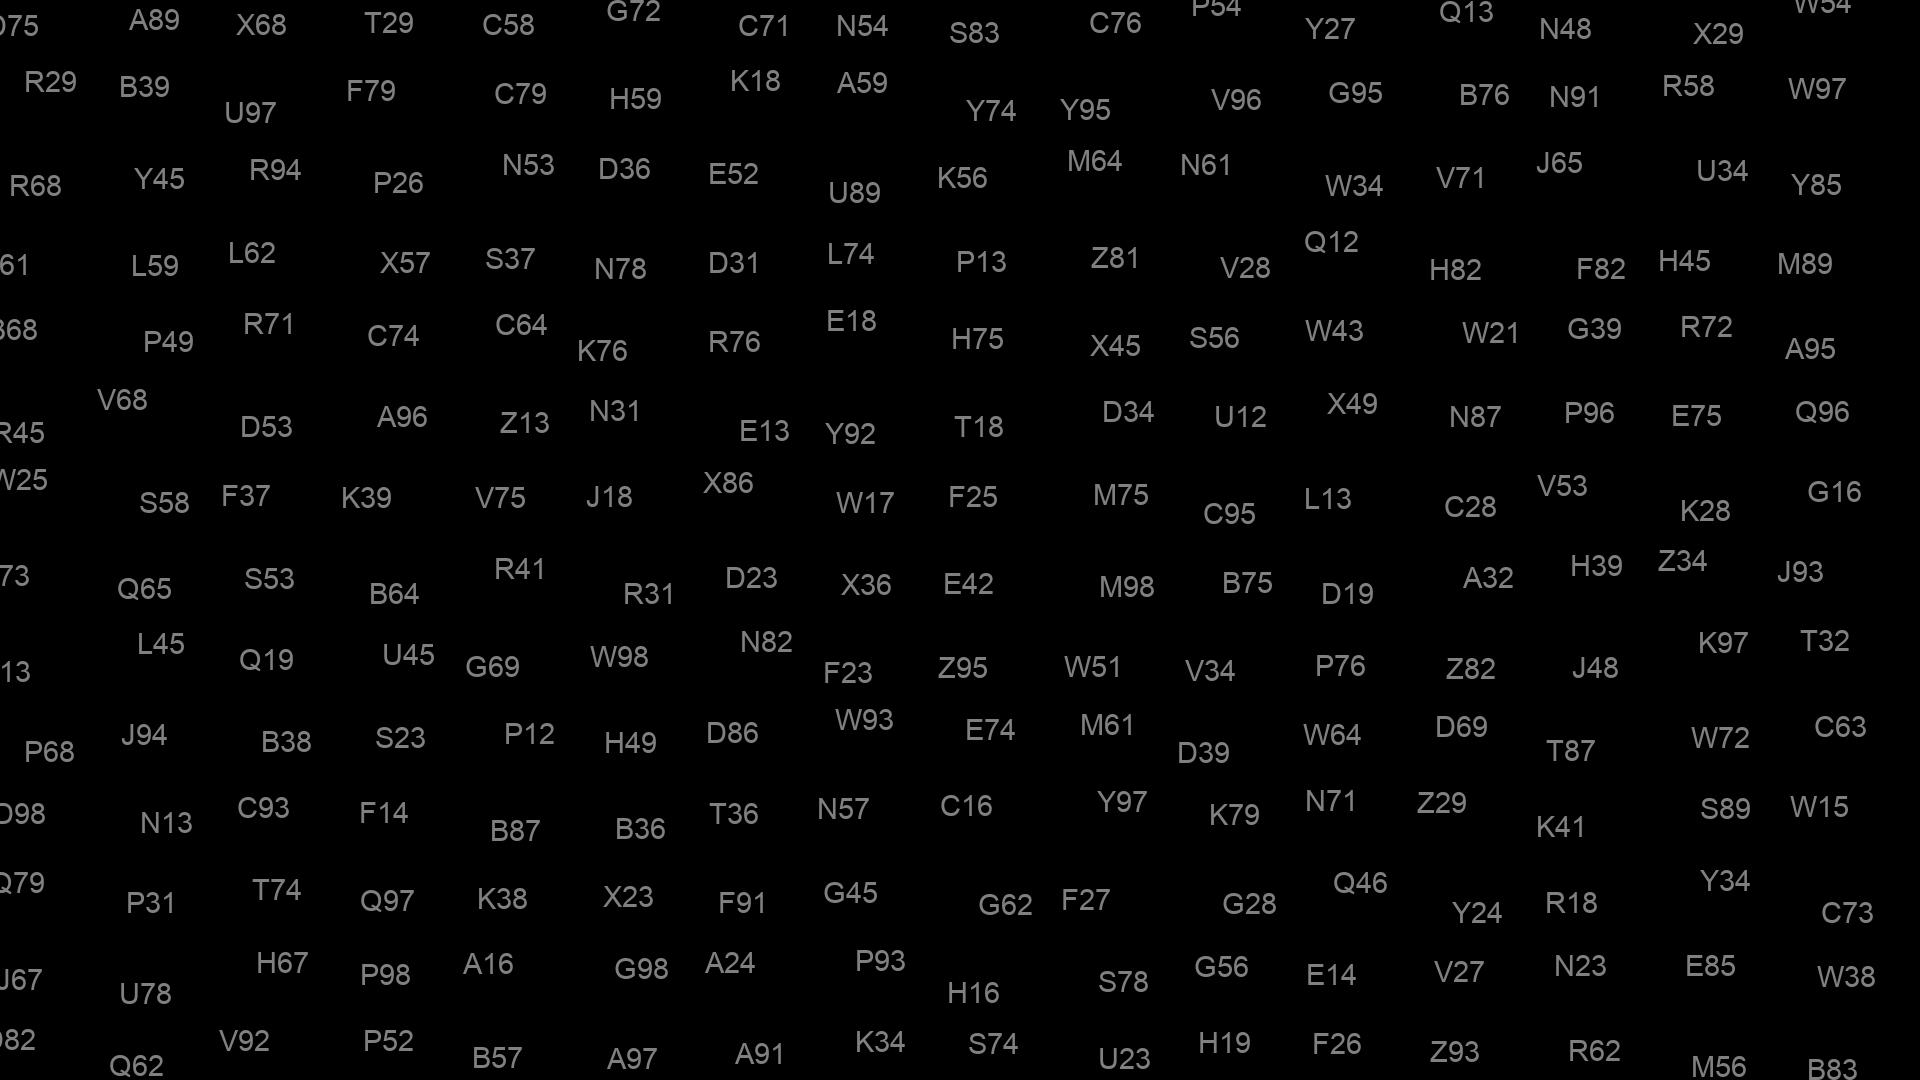 A89 X68 T29 C58 G72 C71 N54 S83 C76 P54 Y27 Q13 N48 X29 W54
R29 B39 U97 F79 C79 H59 K18 A59 Y74 Y95 V96 G95 B76 N91 R58 W97
R68 Y45 R94 P26 N53 D36 E52 U89 K56 M64 N61 W34 V71 J65 U34 Y85
61 L59 L62 X57 S37 N78 D31 L74 P13 Z81 V28 Q12 H82 F82 H45 M89
P49 R71 C74 C64 K76 R76 E18 H75 X45 S56 W43 W21 G39 R72 A95
R45 V68 D53 A96 Z13 N31 E13 Y92 T18 D34 U12 X49 N87 P96 E75 Q96
W25 S58 F37 K39 V75 J18 X86 W17 F25 M75 C95 L13 C28 V53 K28 G16
73 Q65 S53 B64 R41 R31 D23 X36 E42 M98 B75 D19 A32 H39 Z34 J93
13 L45 Q19 U45 G69 W98 N82 F23 Z95 W51 V34 P76 Z82 J48 K97 T32
P68 J94 B38 S23 P12 H49 D86 W93 E74 M61 D39 W64 D69 T87 W72 C63
D98 N13 C93 F14 B87 B36 T36 N57 C16 Y97 K79 N71 Z29 K41 S89 W15
Q79 P31 T74 Q97 K38 X23 F91 G45 G62 F27 G28 Q46 Y24 R18 Y34 C73
J67 U78 H67 P98 A16 G98 A24 P93 H16 S78 G56 E14 V27 N23 E85 W38
Q62 V92 P52 B57 A97 A91 K34 S74 U23 H19 F26 Z93 R62 M56 B83